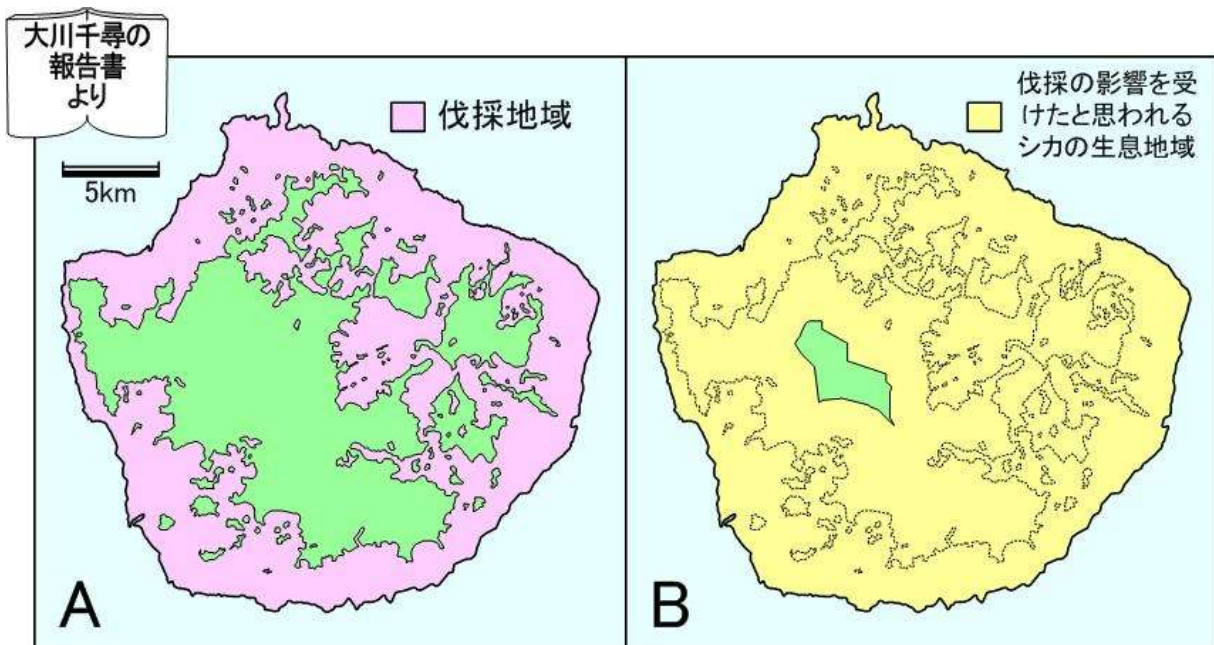 大川千尋の
報告書
より
伐採地域
5km
A
伐採の影響を受
けたと思われる
シカの生息地域
B